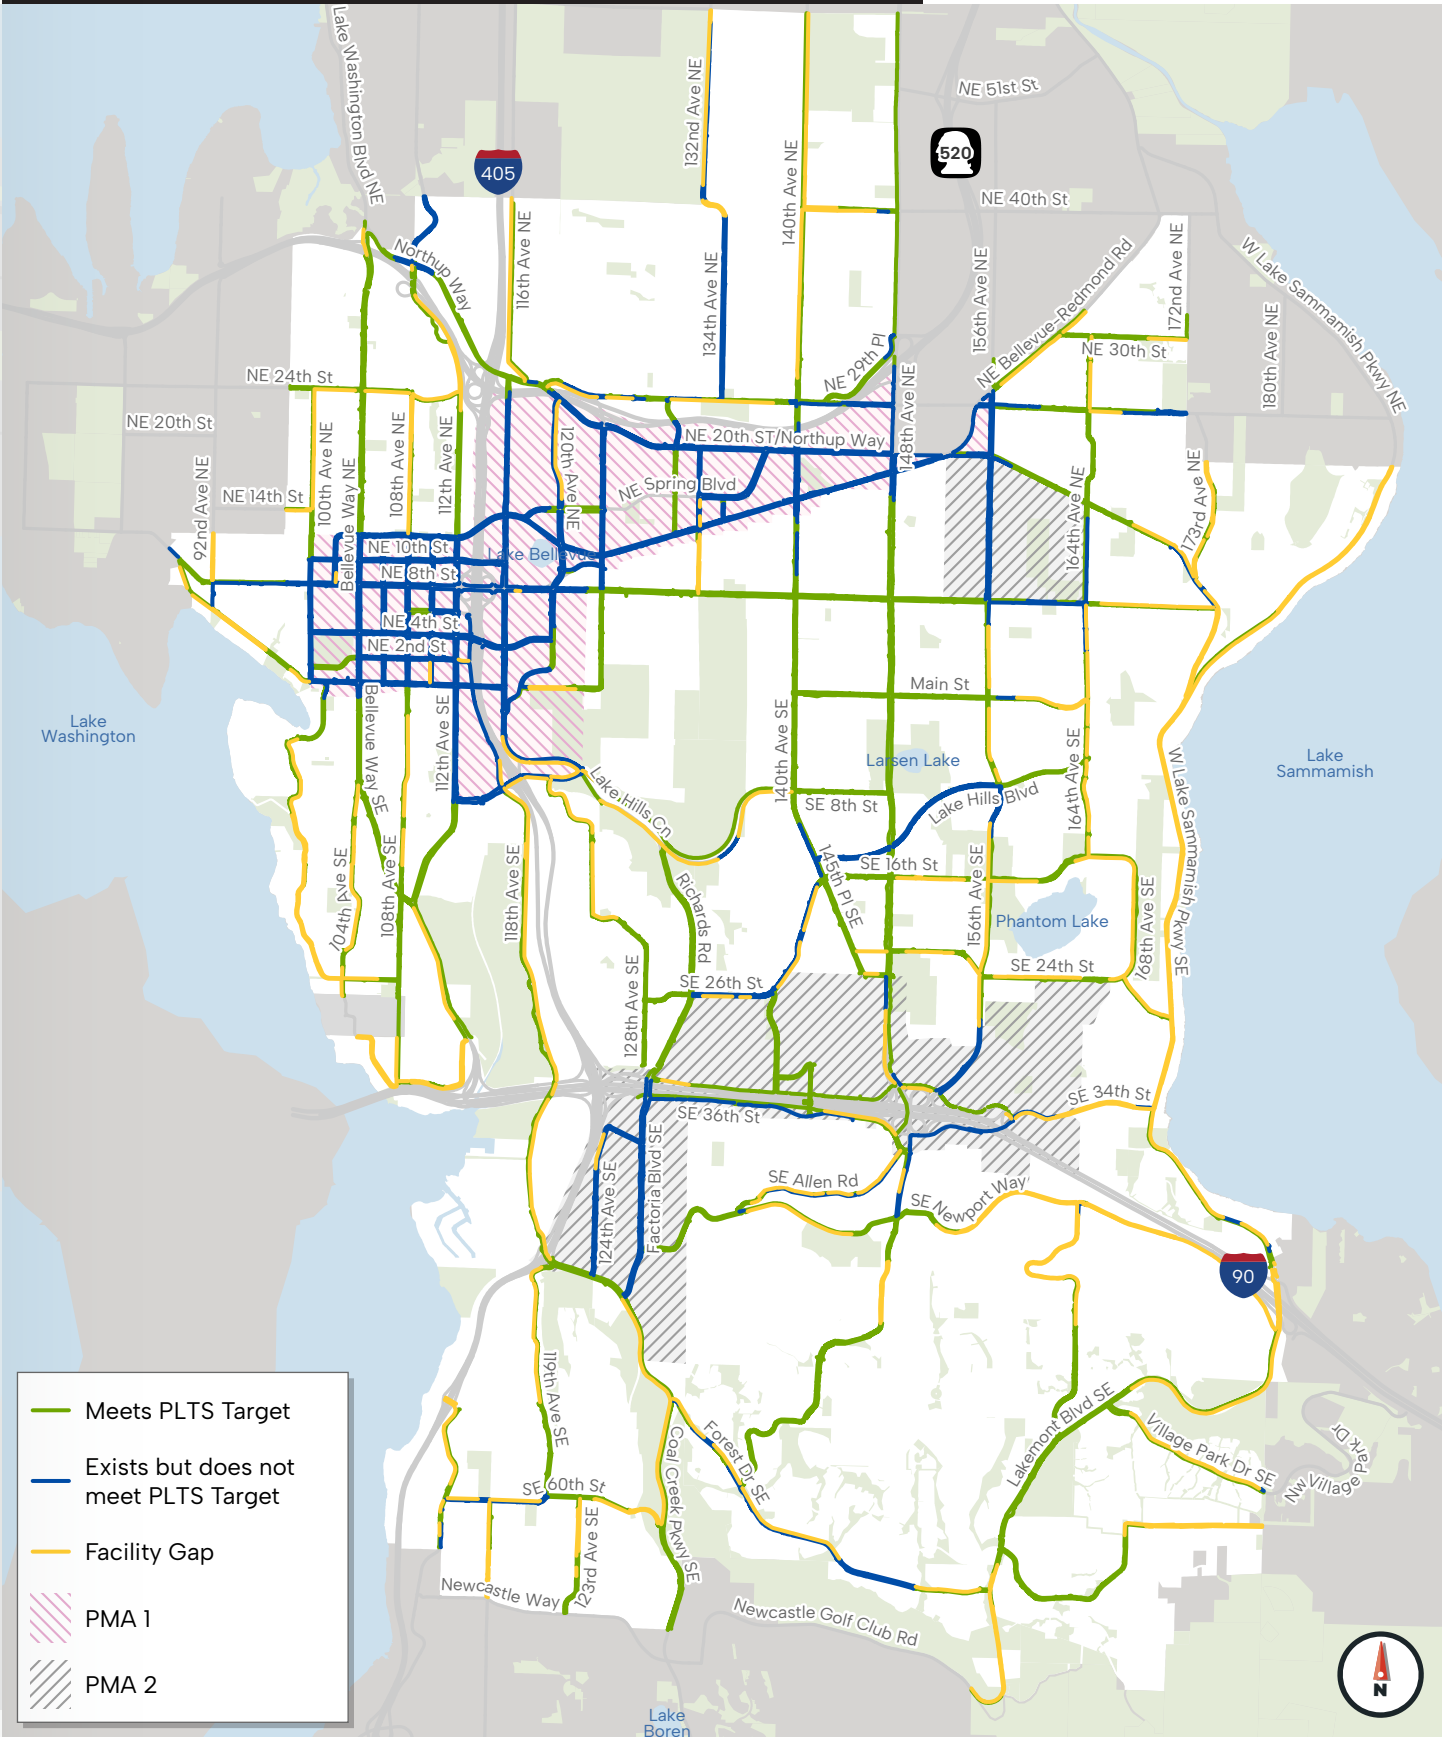 Lake Washington Blvd NE
132nd Ave NE
NE 51st St
520
405
140th Ave NE
NE 40th St
116th Ave NE
Northup Way
134th Ave NE
156th Ave NE
NE Bellevue-Redmond Rd
172nd Ave NE
W Lake Sammamish Pkwy NE
180th Ave NE
NE 29th Pl
NE 30th St
NE 24th St
148th Ave NE
NE 20th St
100th Ave NE
Bellevue Way NE
108th Ave NE
112th Ave NE
120th Ave NE
NE 20th ST/Northup Way
92nd Ave NE
NE 14th St
NE Spring Blvd
164th Ave NE
173rd Ave NE
NE 10th St
Lake Bellevue
NE 8th St
NE 4th St
NE 2nd St
Main St
Lake
Washington
Bellevue Way SE
112th Ave SE
140th Ave SE
Larsen Lake
164th Ave SE
Lake
Sammamish
W Lake Sammamish Pkwy SE
Lake Hills Cn
SE 8th St
Lake Hills Blvd
104th Ave SE
108th Ave SE
118th Ave SE
Richards Rd
145th Pl SE
SE 16th St
156th Ave SE
Phantom Lake
168th Ave SE
128th Ave SE
SE 26th St
SE 24th St
SE 36th St
SE 34th St
124th Ave SE
Factoria Blvd SE
SE Allen Rd
SE Newport Way
90
119th Ave SE
Coal Creek Pkwy SE
Forest Dr SE
Lakemont Blvd SE
Village Park Dr SE
NW Village Park Dr
SE 60th St
123rd Ave SE
Newcastle Way
Newcastle Golf Club Rd
Lake
Boren
Meets PLTS Target
Exists but does not
meet PLTS Target
Facility Gap
PMA 1
PMA 2
N